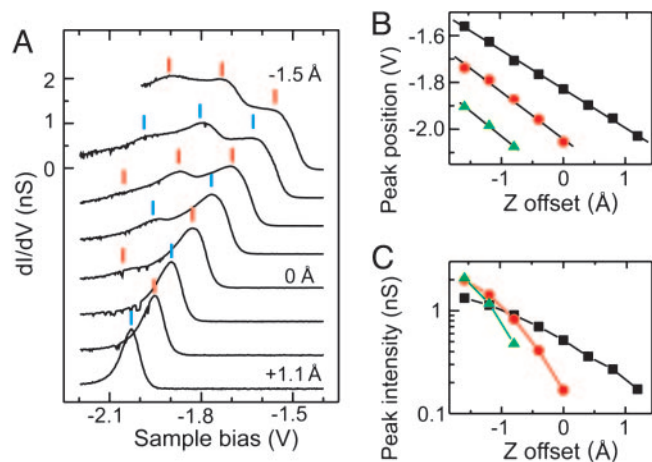 A
-1.5 Å
2
1
0
dI/dV (nS)
0 Å
+1.1 Å
-2.1 -1.8 -1.5
Sample bias (V)
B
-1.6
-1.8
-2.0
Peak position (V)
-1 0 1
Z offset (Å)
C
1
0.1
Peak intensity (nS)
-1 0 1
Z offset (Å)